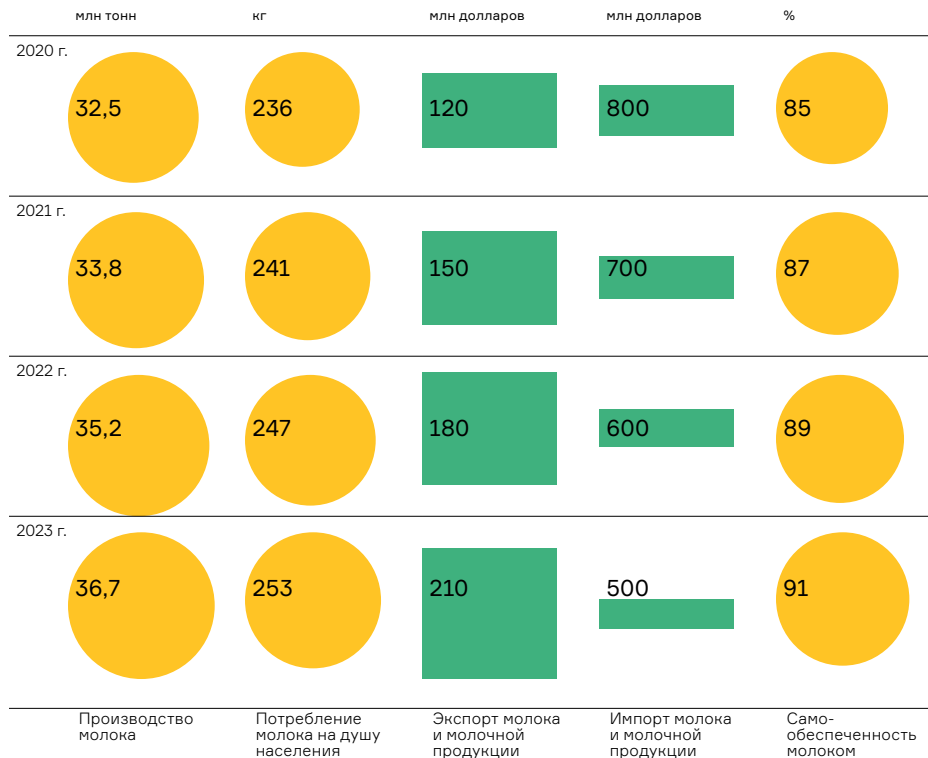 млн тонн кг млн долларов млн долларов %
2020 г.
32,5 236 120 800 85
2021 г.
33,8 241 150 700 87
2022 г.
35,2 247 180 600 89
2023 г.
36,7 253 210 500 91
Производство
молока
Потребление
молока на душу
населения
Экспорт молока
и молочной
продукции
Импорт молока
и молочной
продукции
Само-
обеспеченность
молоком